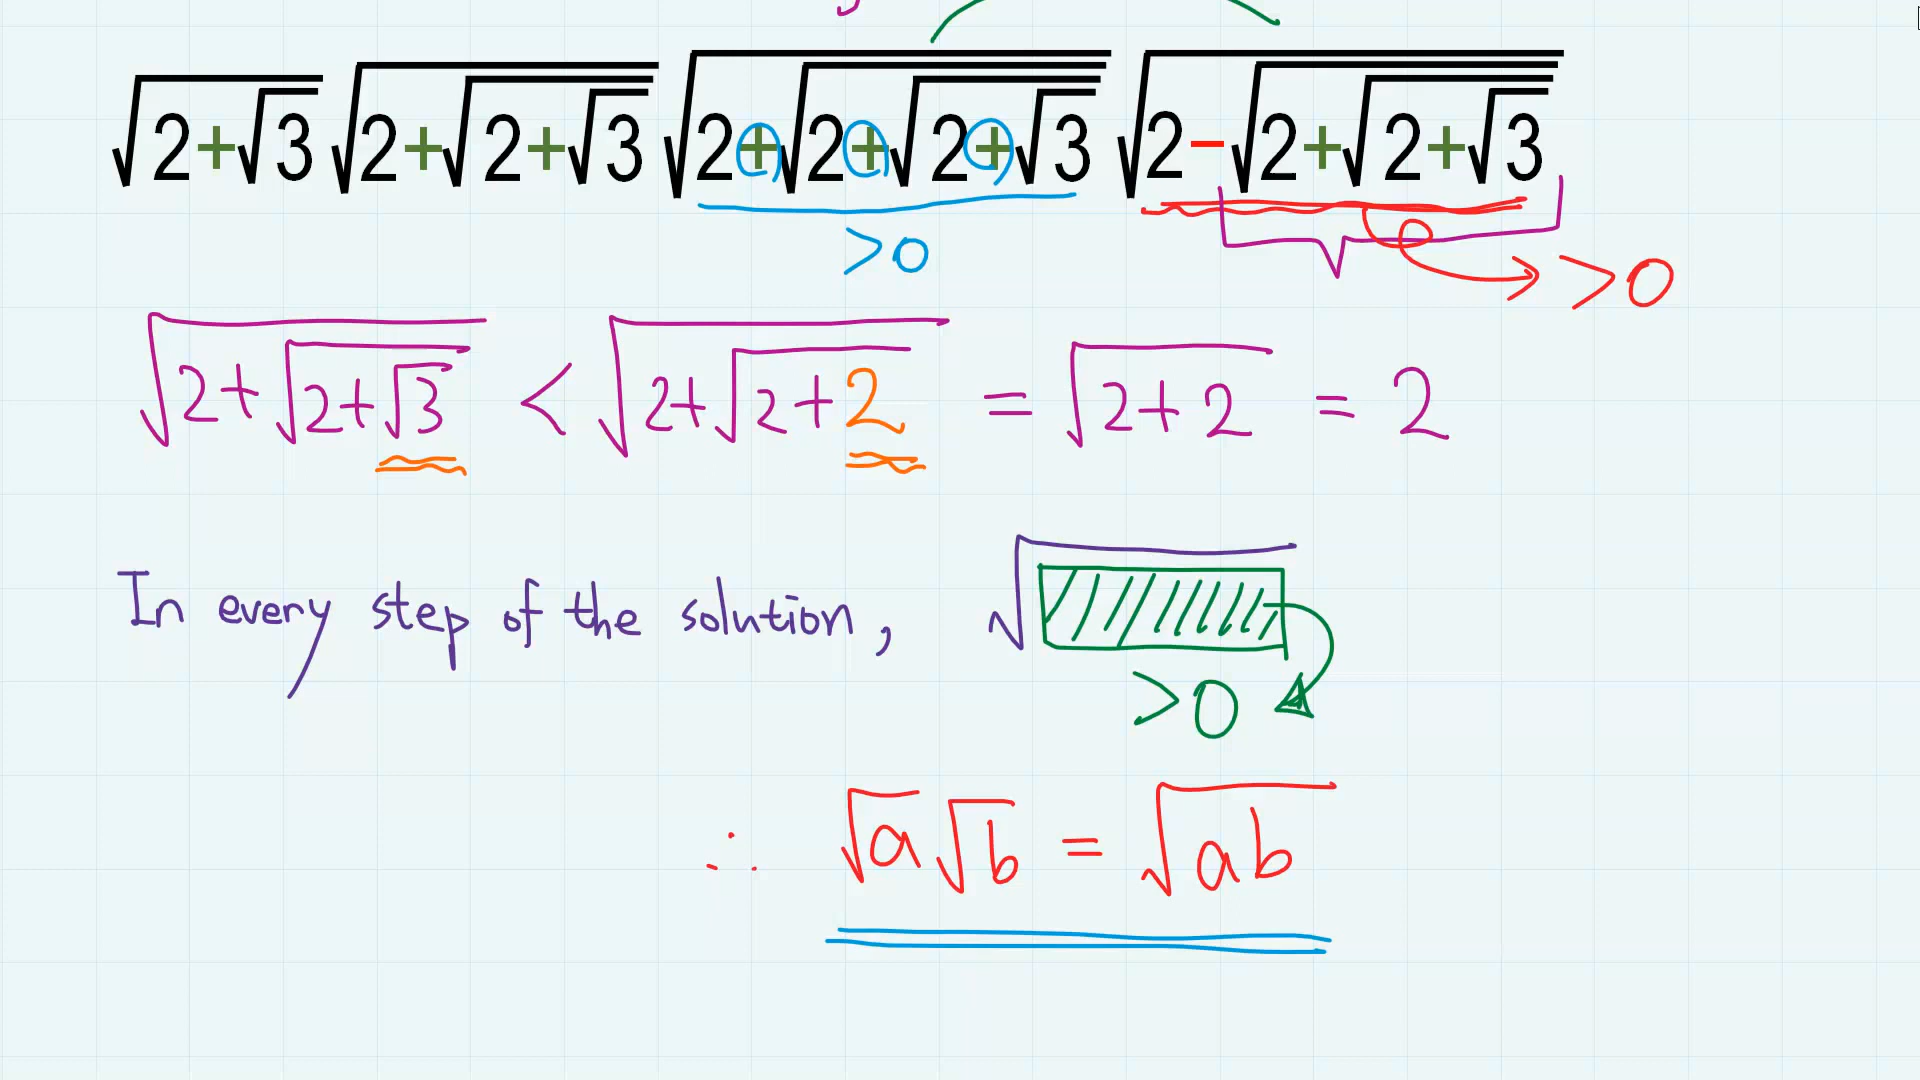 √(2+√3) √(2+√(2+√3)) √(2+√(2+√(2+√3))) √(2-√(2+√(2+√3)))
>0 >0
√(2+√(2+√3)) < √(2+√(2+2)) = √(2+2) = 2
In every step of the solution, √
>0
∴ √a √b = √ab